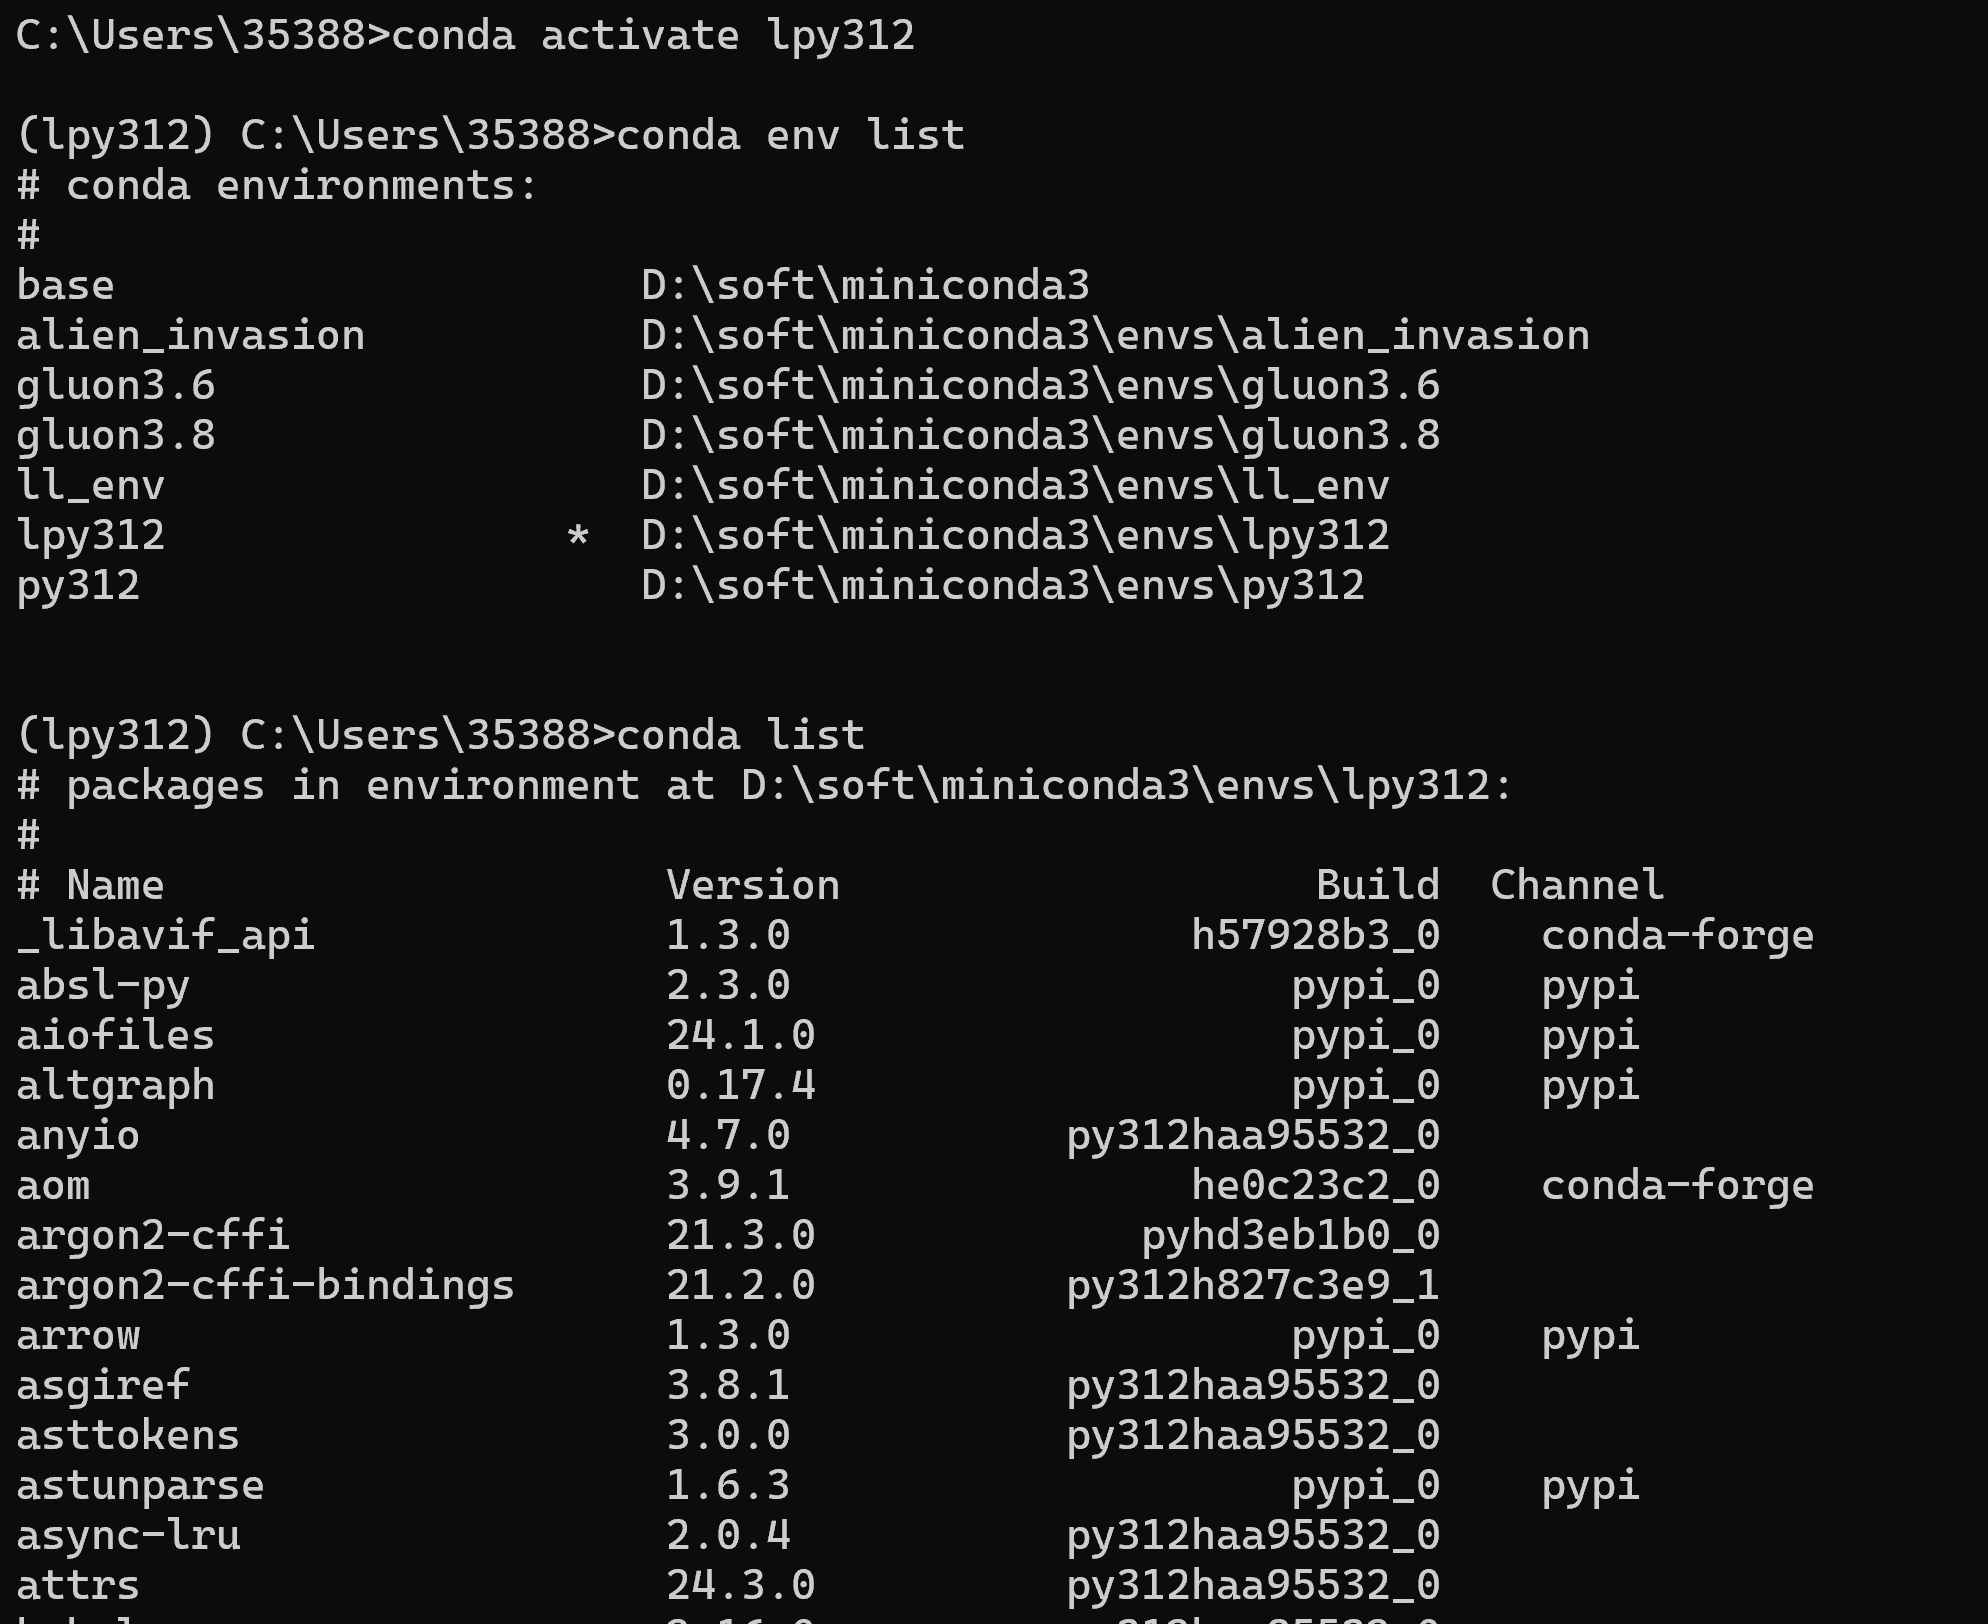 C:\Users\35388>conda activate lpy312
(lpy312) C:\Users\35388>conda env list
# conda environments:
#
base                     D:\soft\miniconda3
alien_invasion           D:\soft\miniconda3\envs\alien_invasion
gluon3.6                 D:\soft\miniconda3\envs\gluon3.6
gluon3.8                 D:\soft\miniconda3\envs\gluon3.8
ll_env                   D:\soft\miniconda3\envs\ll_env
lpy312                *  D:\soft\miniconda3\envs\lpy312
py312                    D:\soft\miniconda3\envs\py312
(lpy312) C:\Users\35388>conda list
# packages in environment at D:\soft\miniconda3\envs\lpy312:
#
# Name                    Version                   Build  Channel
_libavif_api              1.3.0                h57928b3_0    conda-forge
absl-py                   2.3.0                    pypi_0    pypi
aiofiles                  24.1.0                   pypi_0    pypi
altgraph                  0.17.4                   pypi_0    pypi
anyio                     4.7.0           py312haa95532_0
aom                       3.9.1                he0c23c2_0    conda-forge
argon2-cffi               21.3.0             pyhd3eb1b0_0
argon2-cffi-bindings      21.2.0          py312h827c3e9_1
arrow                     1.3.0                    pypi_0    pypi
asgiref                   3.8.1           py312haa95532_0
asttokens                 3.0.0           py312haa95532_0
astunparse                1.6.3                    pypi_0    pypi
async-lru                 2.0.4           py312haa95532_0
attrs                     24.3.0          py312haa95532_0